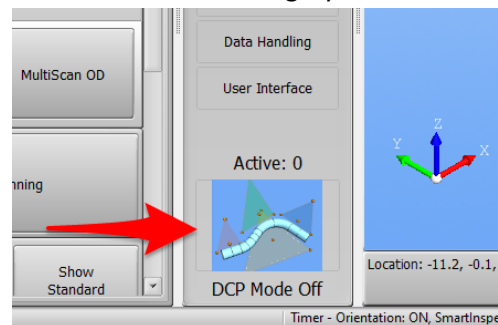 Data Handling
MultiScan OD
User Interface
Z
Y
X
Active: 0
nning
Show
Standard
DCP Mode Off
Location: -11.2, -0.1,
Timer - Orientation: ON, SmartInspe